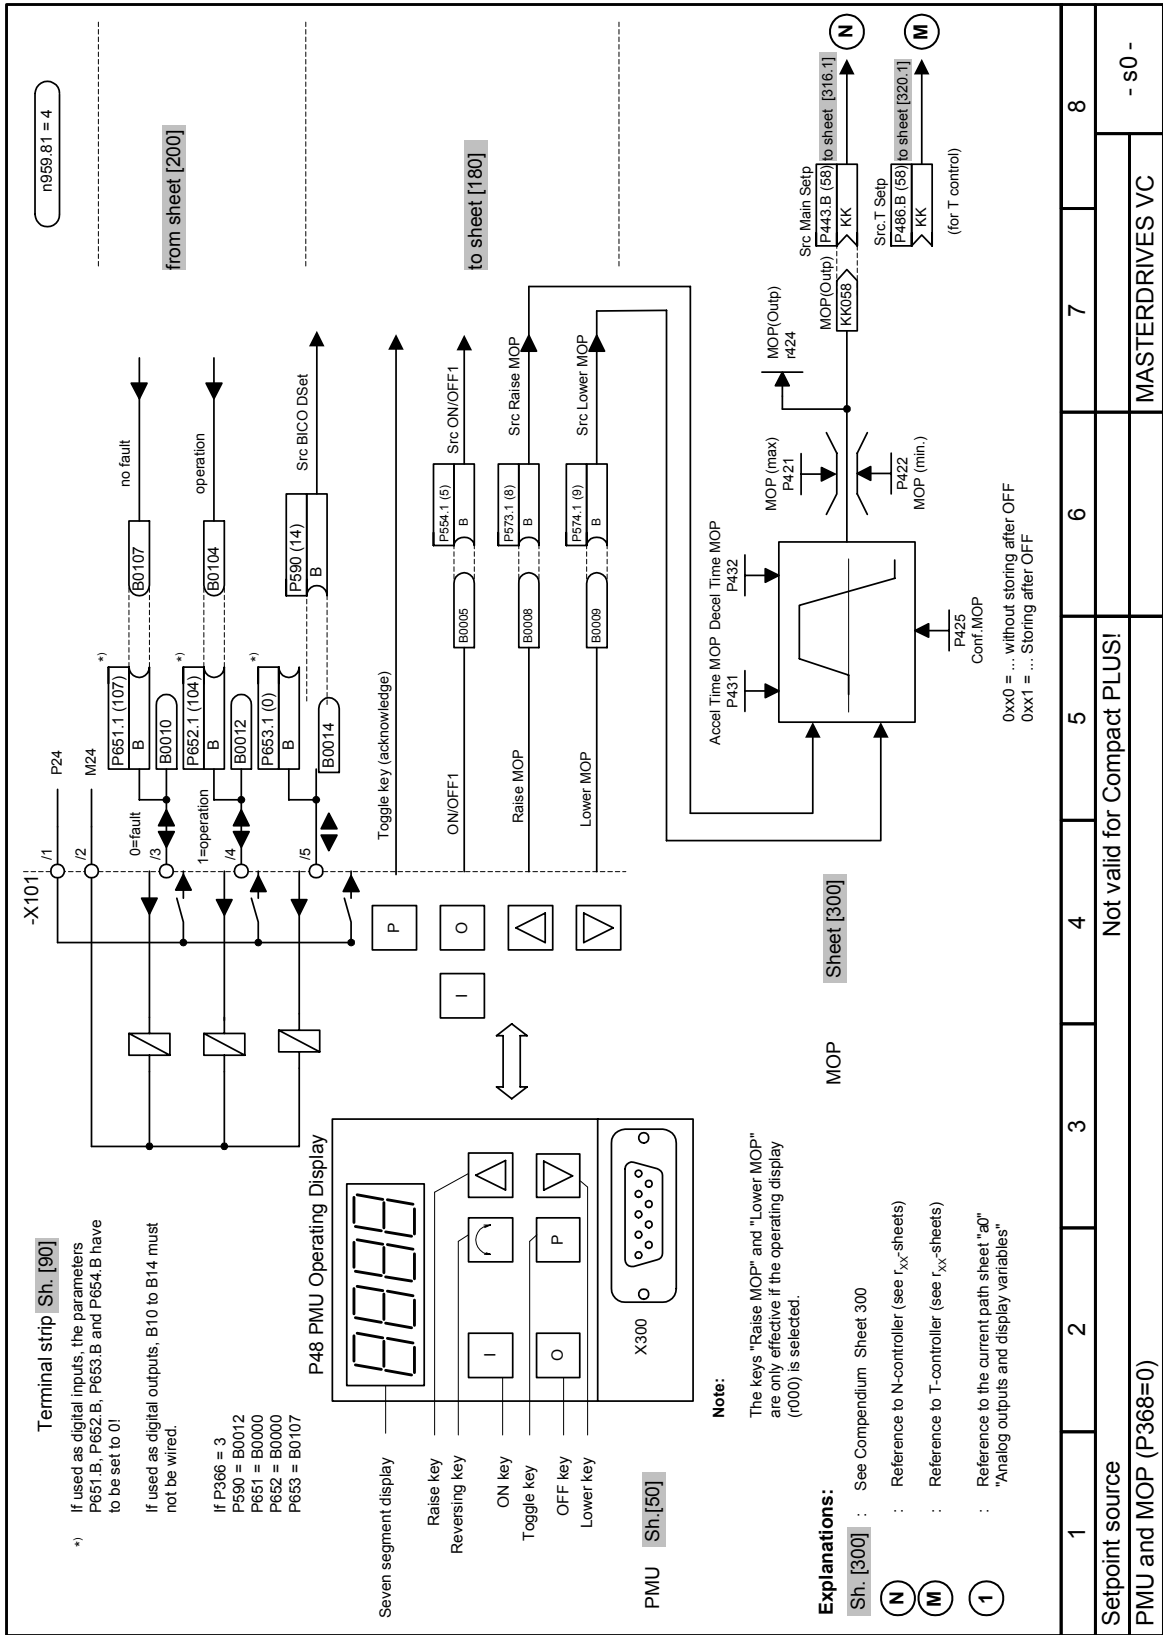 n959.81 = 4
Terminal strip Sh. [90]
*) If used as digital inputs, the parameters
P651.B, P652.B, P653.B and P654.B have
to be set to 0!
If used as digital outputs, B10 to B14 must
not be wired.
If P366 = 3
P590 = B0012
P651 = B0000
P652 = B0000
P653 = B0107
-X101
/1
P24
/2
M24
0=fault
/3
P651.1 (107)
*)
B
B0010
B0107
no fault
from sheet [200]
1=operation
/4
P652.1 (104)
*)
B
B0012
B0104
operation
/5
P653.1 (0)
*)
B
B0014
P590 (14)
B
Src BICO DSet
P48 PMU Operating Display
Seven segment display
Raise key
Reversing key
ON key
Toggle key
OFF key
Lower key
I
O
P
X300
PMU Sh.[50]
P
I
O
Toggle key (acknowledge)
ON/OFF1
B0005
P554.1 (5)
B
Src ON/OFF1
to sheet [180]
Raise MOP
B0008
P573.1 (8)
B
Src Raise MOP
Lower MOP
B0009
P574.1 (9)
B
Src Lower MOP
Note:
The keys "Raise MOP" and "Lower MOP"
are only effective if the operating display
(r000) is selected.
MOP Sheet [300]
Accel Time MOP
P431
Decel Time MOP
P432
P425
Conf.MOP
0xx0 = ... without storing after OFF
0xx1 = ... Storing after OFF
MOP (max)
P421
P422
MOP (min.)
MOP(Outp)
r424
MOP(Outp)
KK058
Src Main Setp
P443.B (58)
KK
to sheet [316.1]
N
Src.T Setp
P486.B (58)
KK
to sheet [320.1]
M
(for T control)
Explanations:
Sh. [300] : See Compendium Sheet 300
N : Reference to N-controller (see rXX-sheets)
M : Reference to T-controller (see rXX-sheets)
1 : Reference to the current path sheet "a0"
"Analog outputs and display variables"
1 2 3 4 5 6 7 8
Setpoint source
Not valid for Compact PLUS!
- s0 -
PMU and MOP (P368=0)
MASTERDRIVES VC